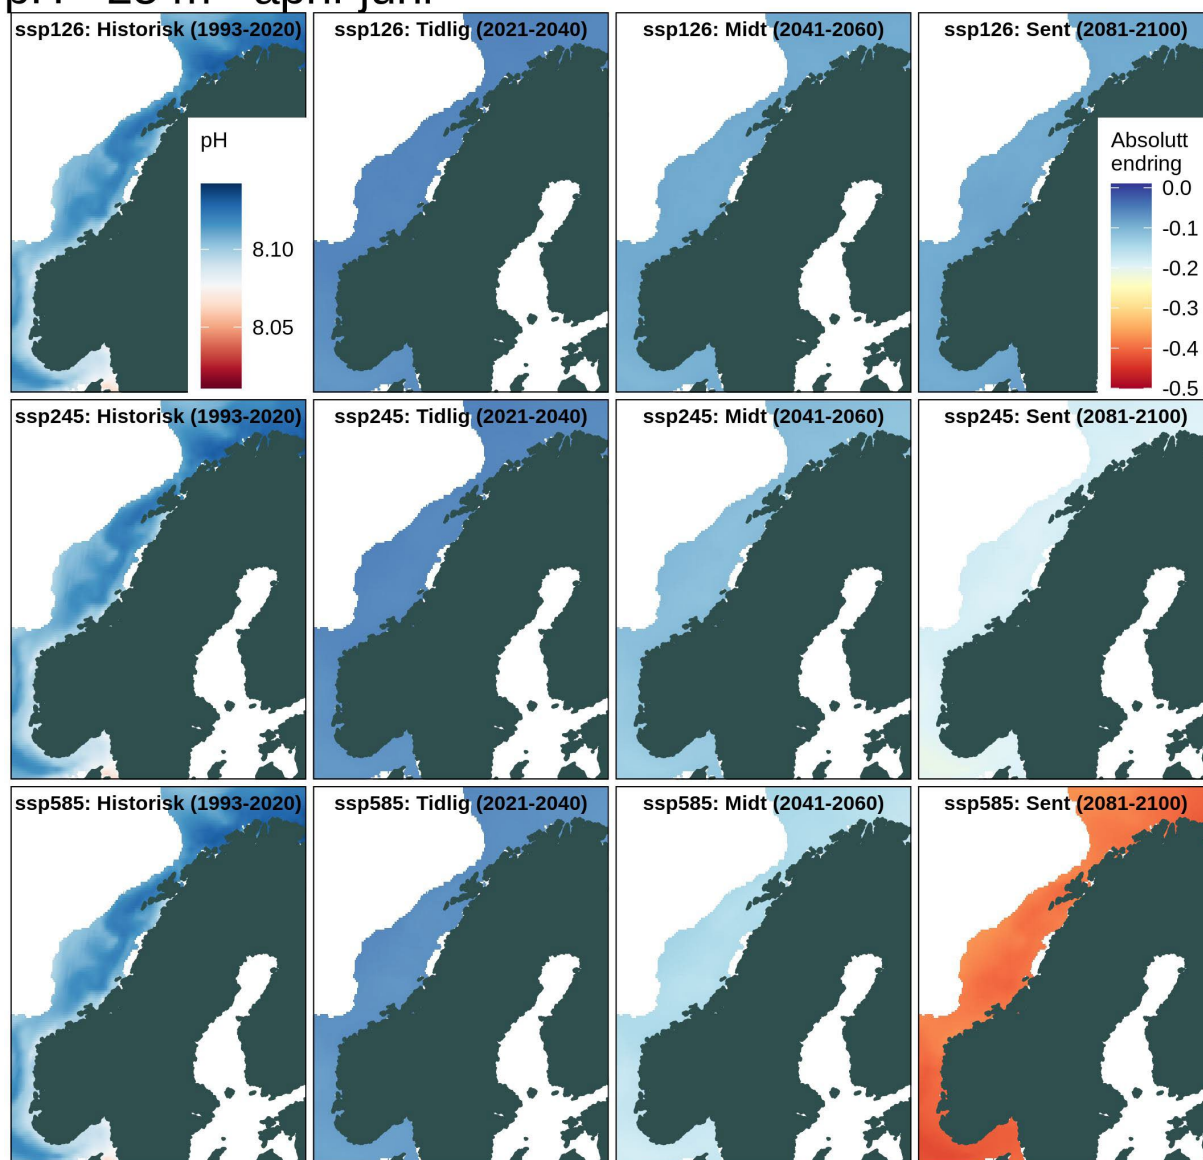 ssp126: Historisk (1993-2020) ssp126: Tidlig (2021-2040) ssp126: Midt (2041-2060) ssp126: Sent (2081-2100)
pH
8.10
8.05
Absolutt
endring
0.0
-0.1
-0.2
-0.3
-0.4
-0.5
ssp245: Historisk (1993-2020) ssp245: Tidlig (2021-2040) ssp245: Midt (2041-2060) ssp245: Sent (2081-2100)
ssp585: Historisk (1993-2020) ssp585: Tidlig (2021-2040) ssp585: Midt (2041-2060) ssp585: Sent (2081-2100)